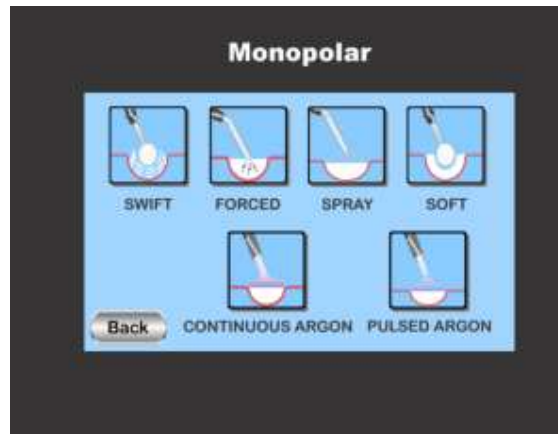 Monopolar
SWIFT FORCED SPRAY SOFT
Back CONTINUOUS ARGON PULSED ARGON